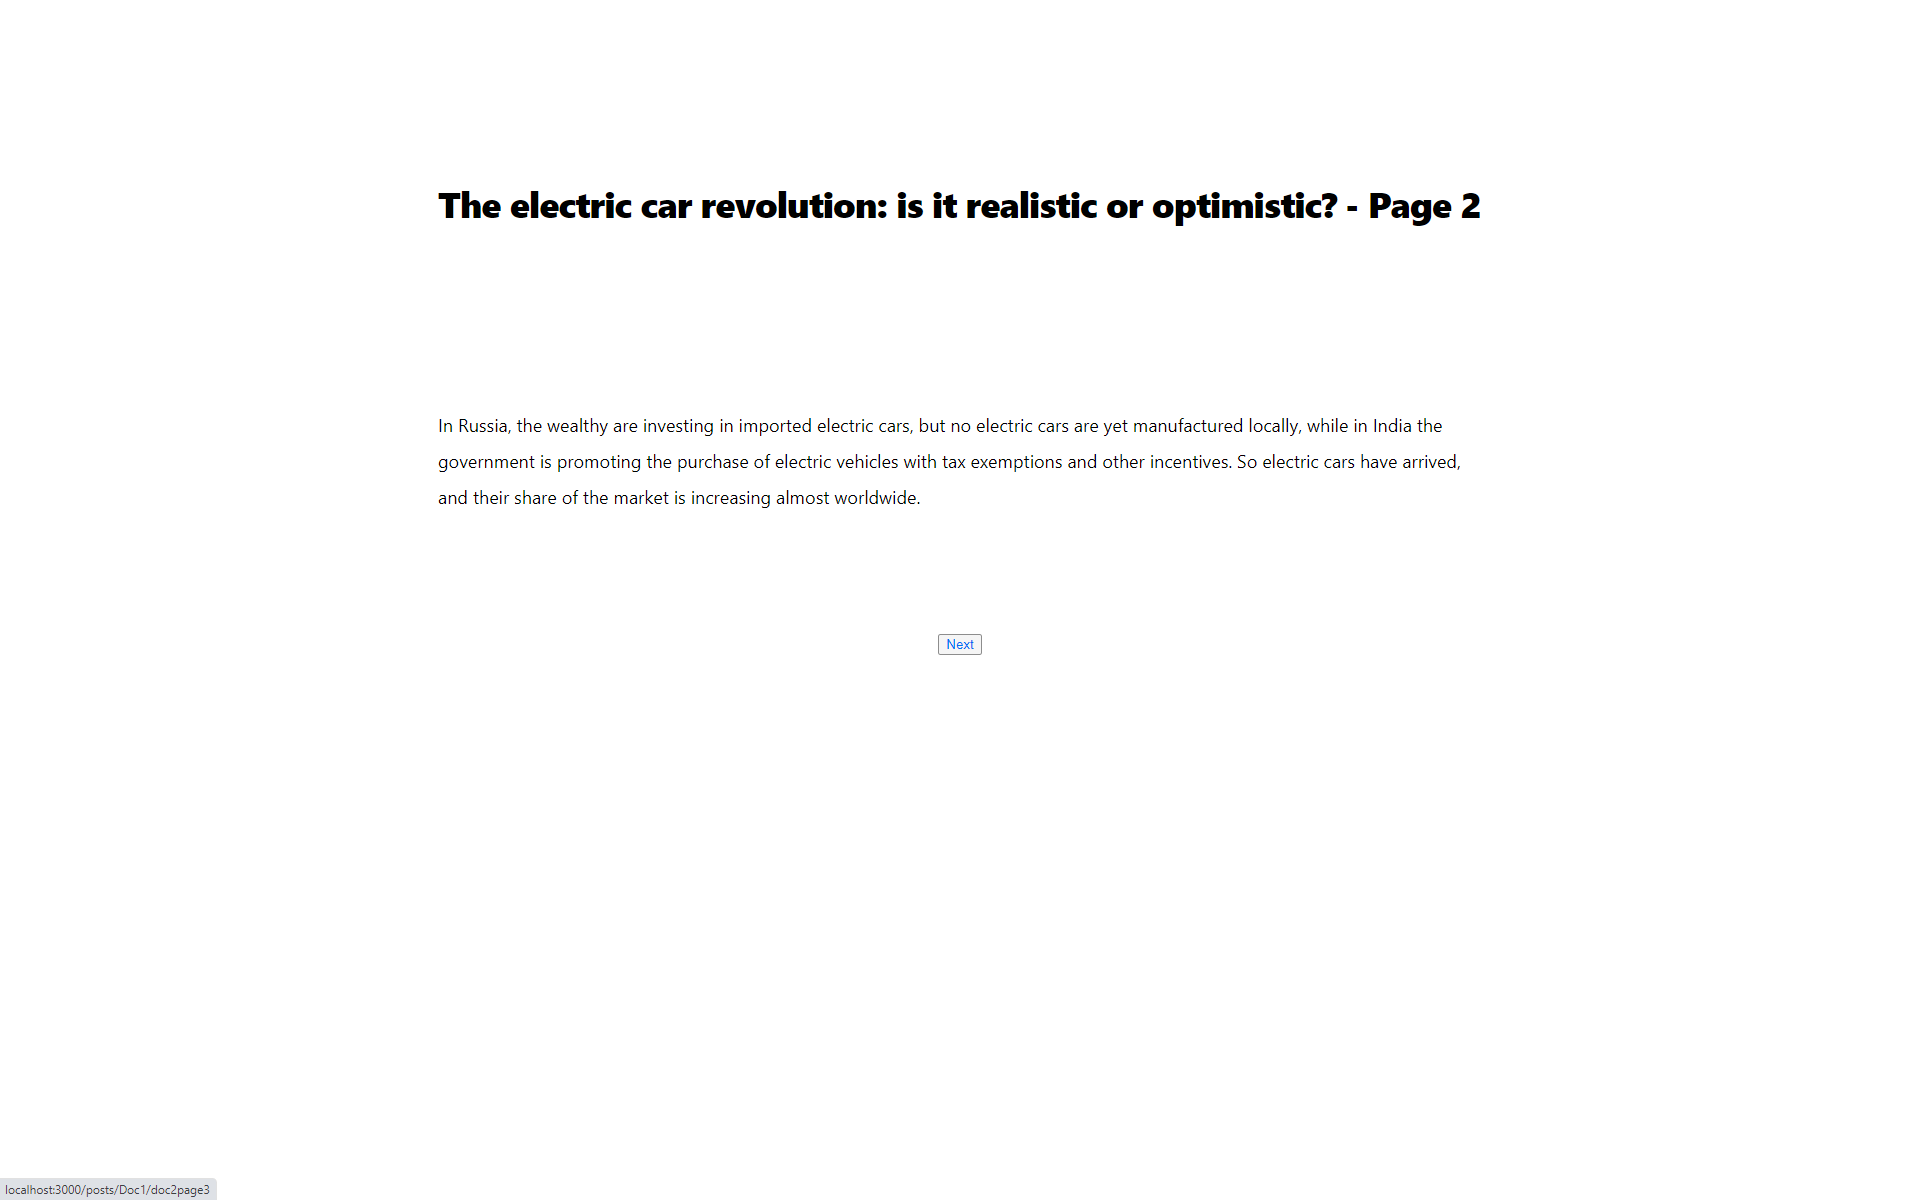 The electric car revolution: is it realistic or optimistic? - Page 2
In Russia, the wealthy are investing in imported electric cars, but no electric cars are yet manufactured locally, while in India the
government is promoting the purchase of electric vehicles with tax exemptions and other incentives. So electric cars have arrived,
and their share of the market is increasing almost worldwide.
Next
localhost:3000/posts/Doc1/doc2page3